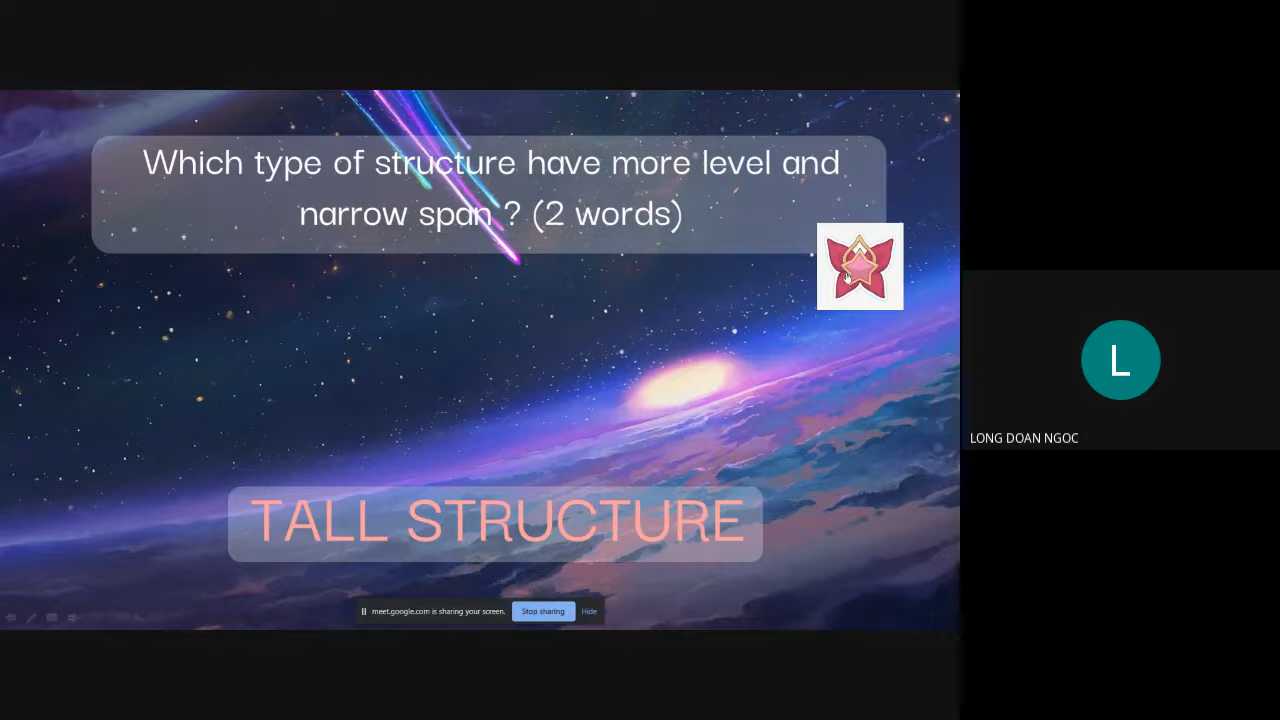 Which type of structure have more level and
narrow span ? (2 words)
TALL STRUCTURE
L
LONG DOAN NGOC
meet.google.com is sharing your screen.
Stop sharing
Hide